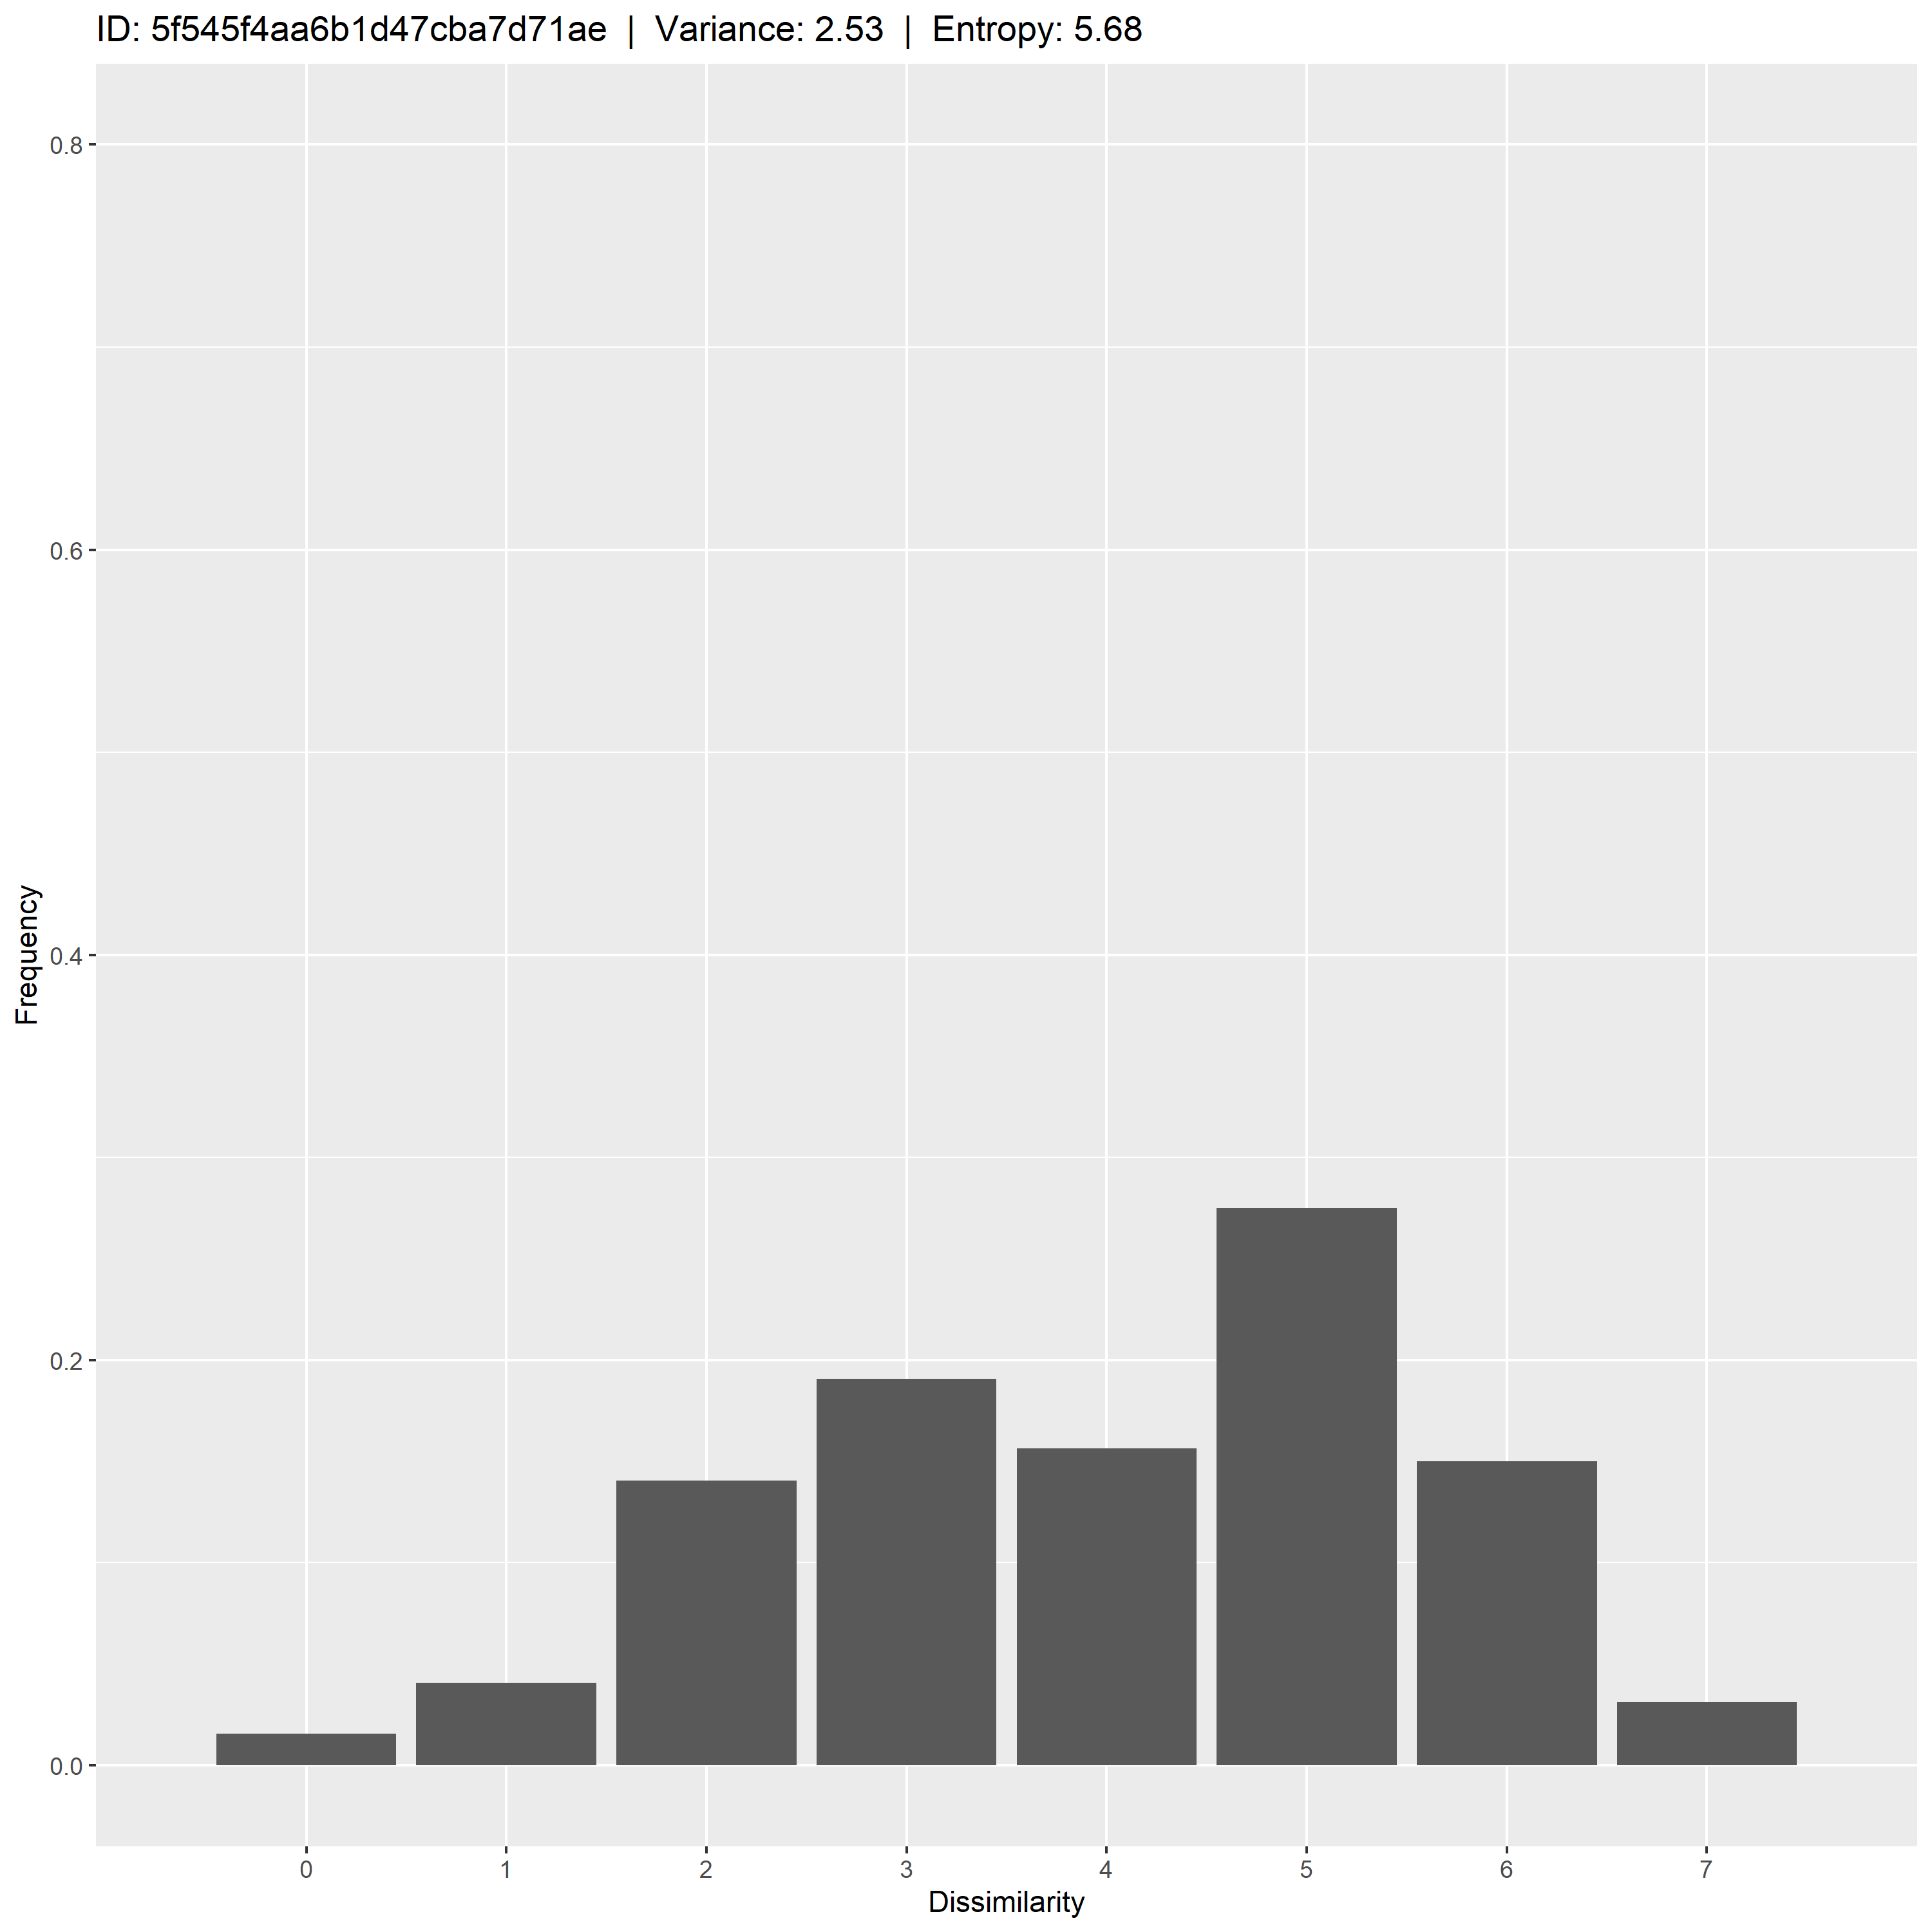 ID: 5f545f4aa6b1d47cba7d71ae | Variance: 2.53 | Entropy: 5.68
0.8
0.6
0.4
0.2
0.0
Frequency
0 1 2 3 4 5 6 7
Dissimilarity